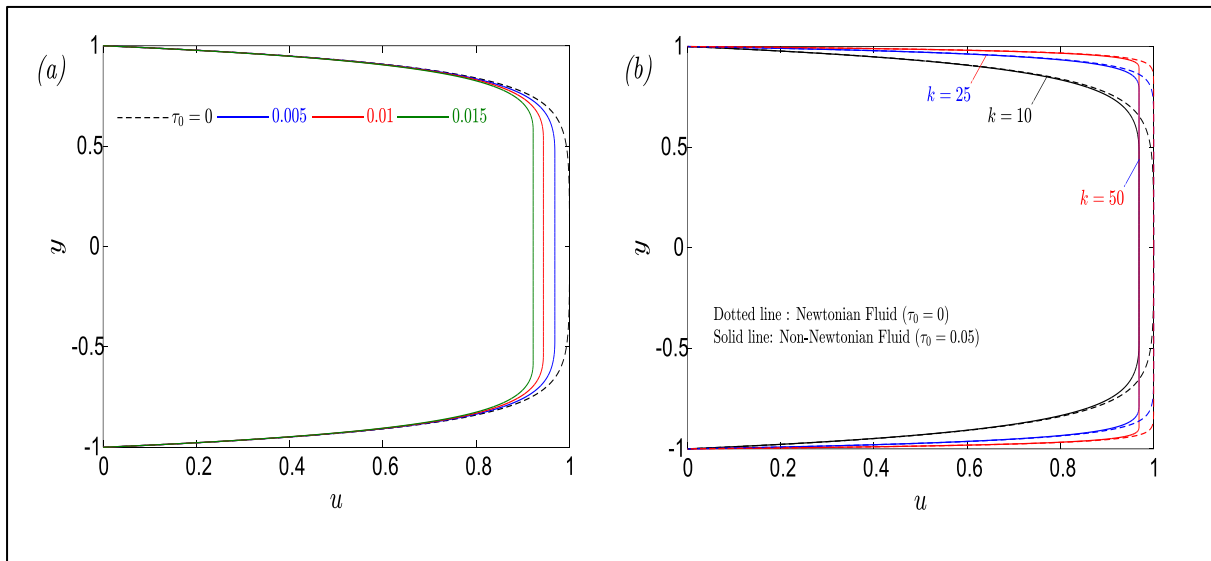 (a)
1
0.5
0
-0.5
-1
y
τ₀ = 0 0.005 0.01 0.015
0 0.2 0.4 0.6 0.8 1
u
(b)
1
0.5
0
-0.5
-1
y
k = 25
k = 10
k = 50
Dotted line : Newtonian Fluid (τ₀ = 0)
Solid line: Non-Newtonian Fluid (τ₀ = 0.05)
0 0.2 0.4 0.6 0.8 1
u